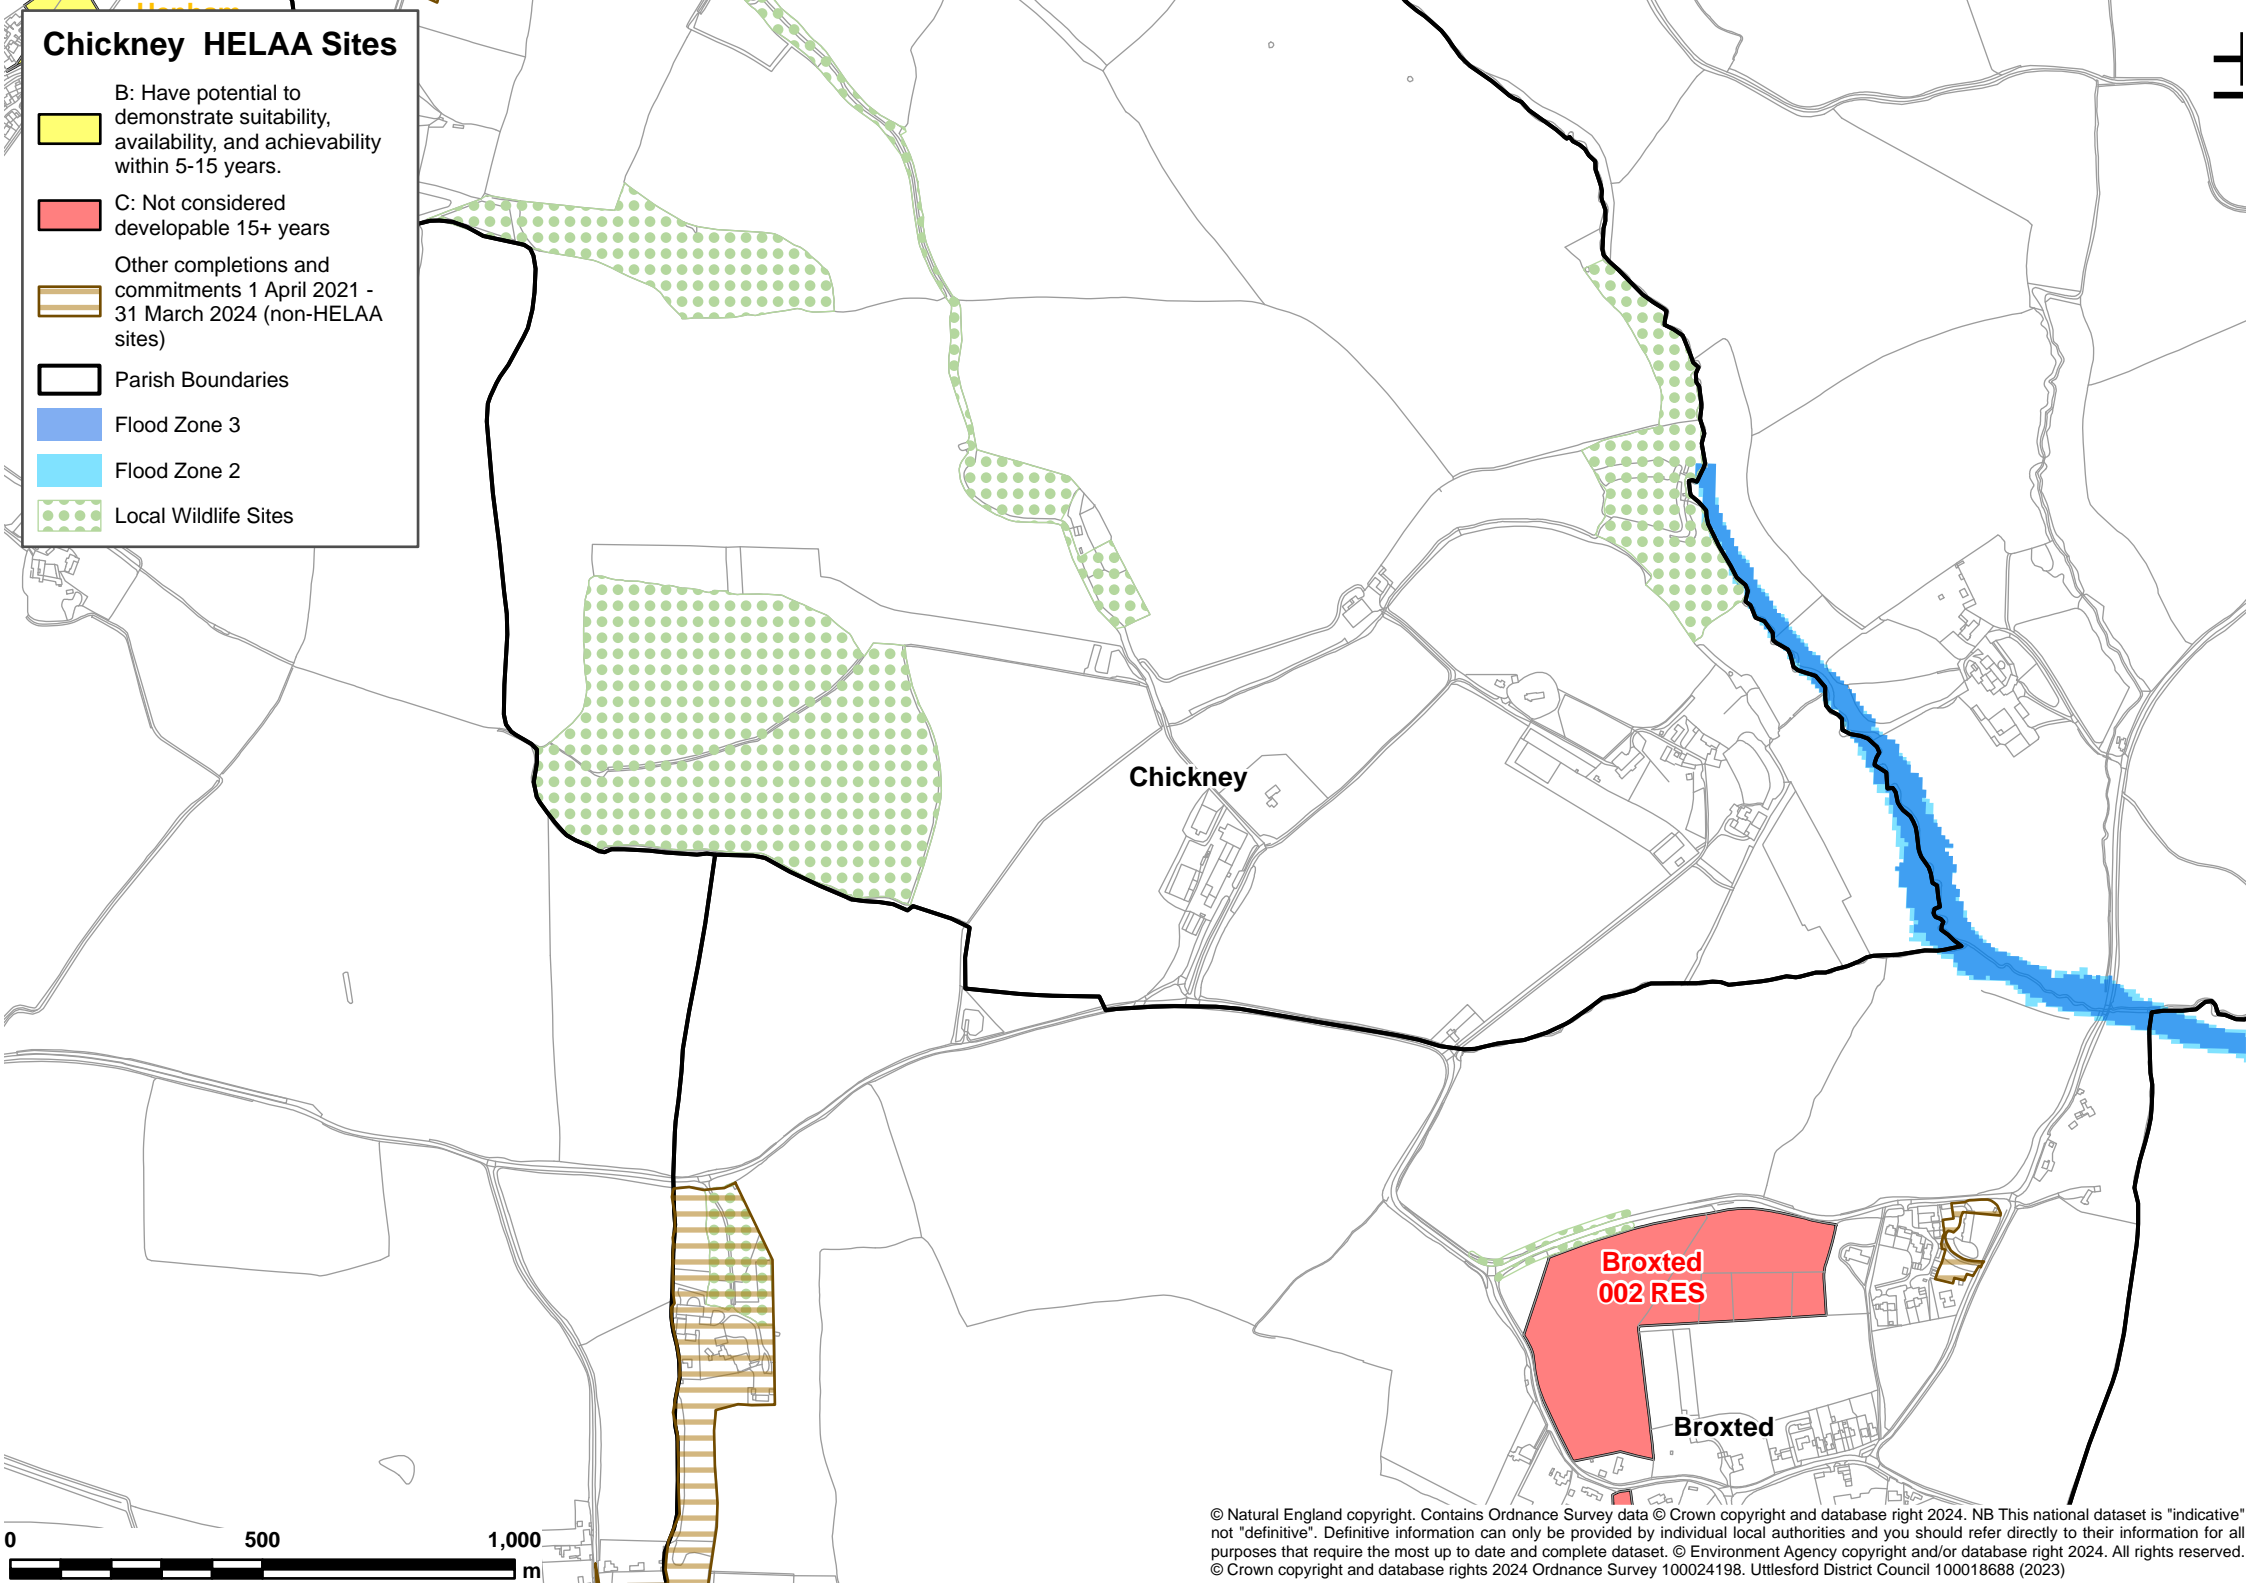 Chickney HELAA Sites
B: Have potential to
demonstrate suitability,
availability, and achievability
within 5-15 years.
C: Not considered
developable 15+ years
Other completions and
commitments 1 April 2021 -
31 March 2024 (non-HELAA
sites)
Parish Boundaries
Flood Zone 3
Flood Zone 2
Local Wildlife Sites
Chickney
Broxted
002 RES
Broxted
0 500 1,000
m
© Natural England copyright. Contains Ordnance Survey data © Crown copyright and database right 2024. NB This national dataset is "indicative"
not "definitive". Definitive information can only be provided by individual local authorities and you should refer directly to their information for all
purposes that require the most up to date and complete dataset. © Environment Agency copyright and/or database right 2024. All rights reserved.
© Crown copyright and database rights 2024 Ordnance Survey 100024198. Uttlesford District Council 100018688 (2023)